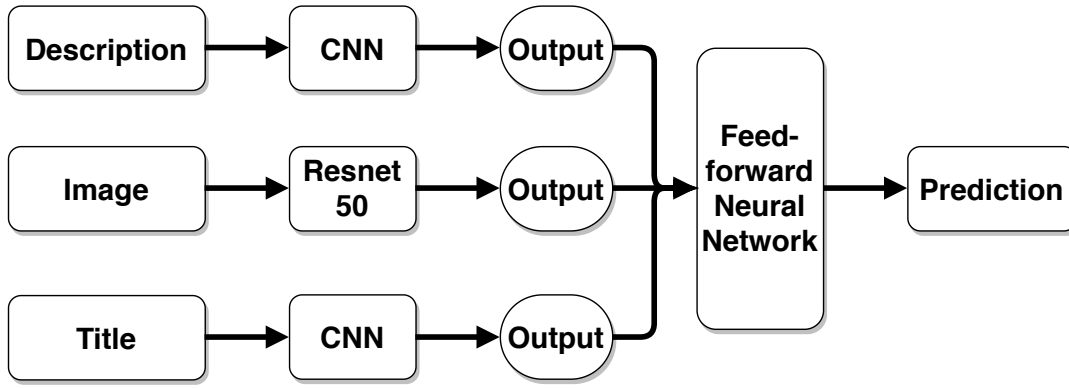 Description
CNN
Output
Image
Resnet
50
Output
Title
CNN
Output
Feed-
forward
Neural
Network
Prediction